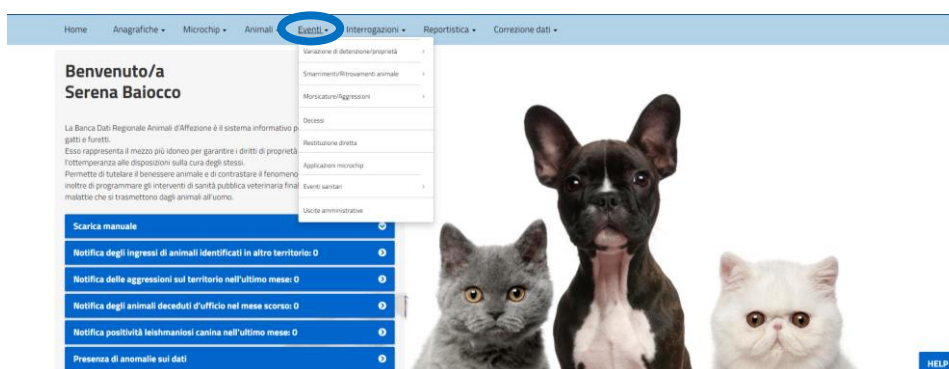 Home Anagrafiche Microchip Animali Eventi Interrogazioni Reportistica Correzione dati
Variazione di detenzione/proprietà
Smarrimenti/Ritrovamenti animale
Morsicature/Aggressioni
Decessi
Restituzione diretta
Applicazioni microchip
Eventi sanitari
Uscite amministrative
Benvenuto/a
Serena Baiocco
La Banca Dati Regionale Animali d'Affezione è il sistema informativo
gatti e furetti.
Esso rappresenta il mezzo più idoneo per garantire i diritti di proprietà
l'ottemperanza alle disposizioni sulla cura degli stessi.
Permette di tutelare il benessere animale e di contrastare il fenomeno
inoltre di programmare gli interventi di sanità pubblica veterinaria
malattie che si trasmettono dagli animali all'uomo.
Scarica manuale
Notifica degli ingressi di animali identificati in altro territorio: 0
Notifica delle aggressioni sul territorio nell'ultimo mese: 0
Notifica degli animali deceduti d'ufficio nel mese scorso: 0
Notifica positività leishmaniosi canina nell'ultimo mese: 0
Presenza di anomalie sui dati
HELP